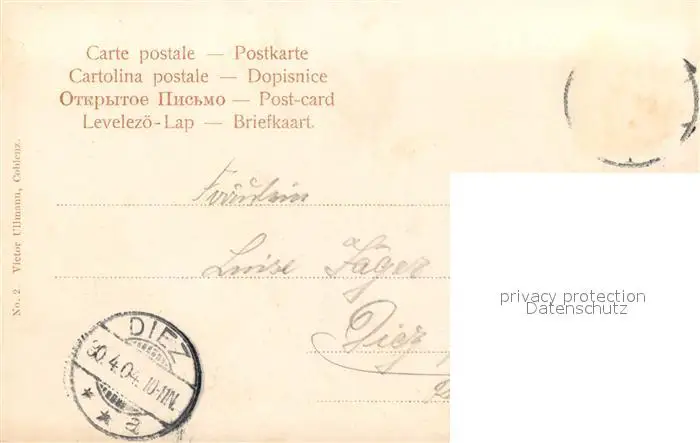 Carte postale — Postkarte
Cartolina postale — Dopisnice
Открытое Письмо — Post-card
Levelező-Lap — Briefkaart.
No. 2 Victor Ullmann, Coblenz.
Fräulein
Luise Jäger
Diez
privacy protection
Datenschutz
DIEZ
30.4.04. 10-11N.
* * a